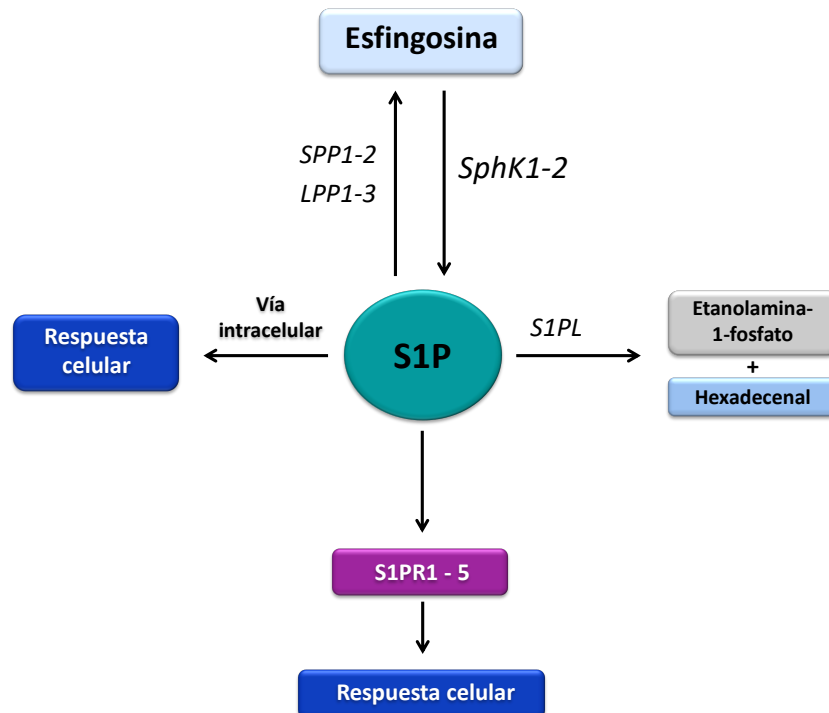 Esfingosina
SPP1-2
LPP1-3
SphK1-2
Vía
intracelular
Respuesta
celular
S1P
S1PL
Etanolamina-
1-fosfato
+
Hexadecenal
S1PR1 - 5
Respuesta celular